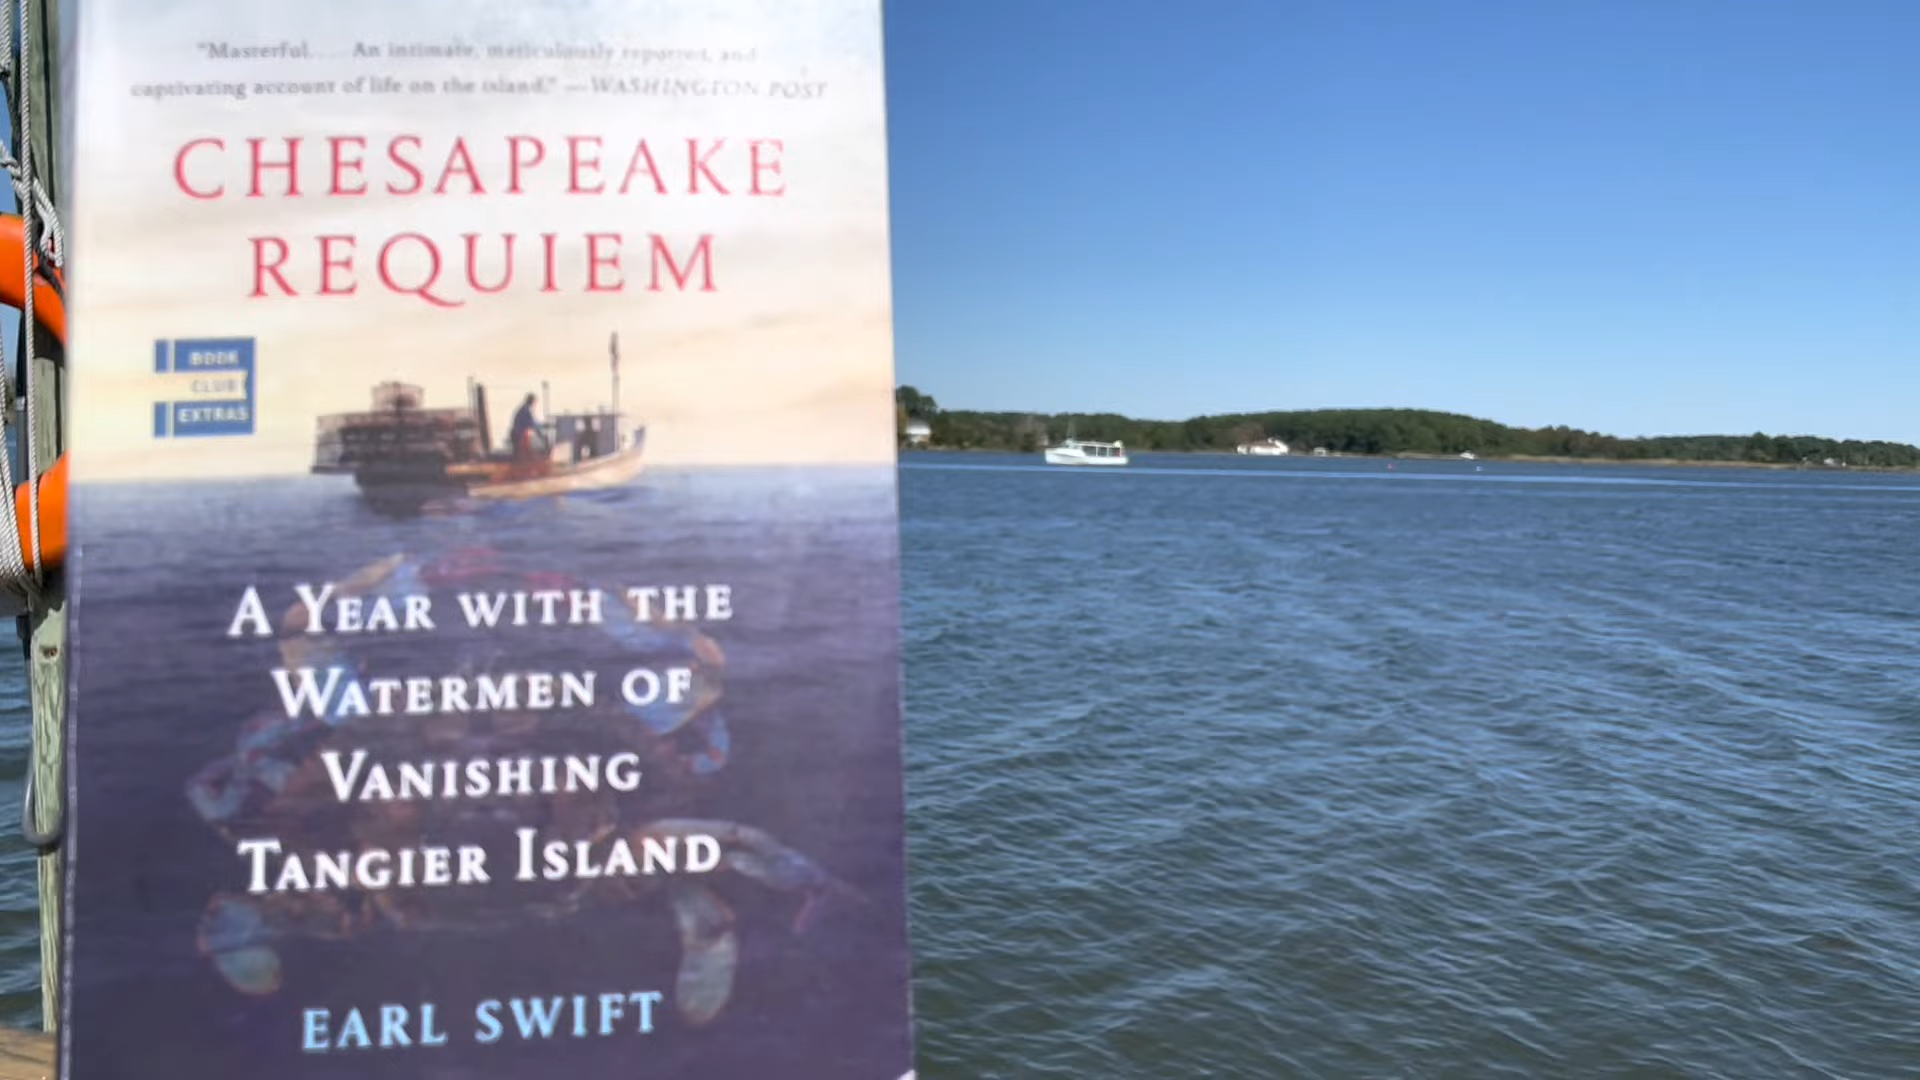 "Masterful. . . . An intimate, meticulously reported, and
captivating account of life on the island." —WASHINGTON POST
CHESAPEAKE
REQUIEM
BOOK
CLUB
EXTRAS
A YEAR WITH THE
WATERMEN OF
VANISHING
TANGIER ISLAND
EARL SWIFT